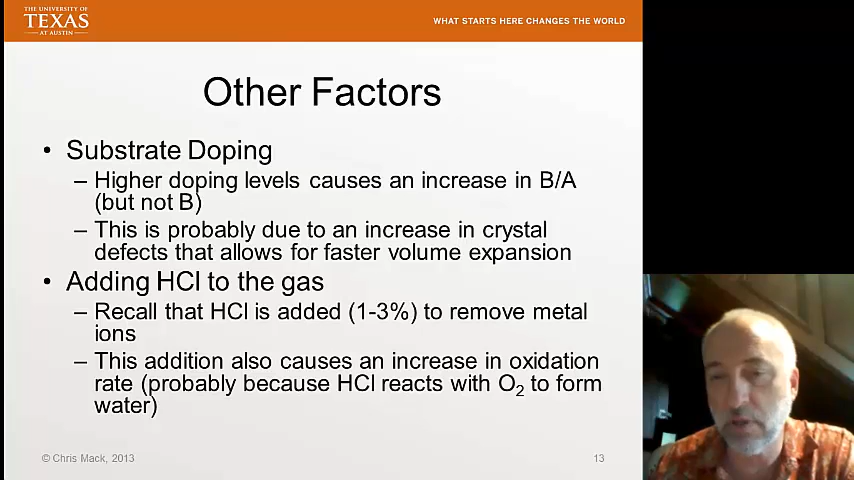 THE UNIVERSITY OF
TEXAS
AT AUSTIN
WHAT STARTS HERE CHANGES THE WORLD
Other Factors
• Substrate Doping
– Higher doping levels causes an increase in B/A
(but not B)
– This is probably due to an increase in crystal
defects that allows for faster volume expansion
• Adding HCl to the gas
– Recall that HCl is added (1-3%) to remove metal
ions
– This addition also causes an increase in oxidation
rate (probably because HCl reacts with O₂ to form
water)
© Chris Mack, 2013
13